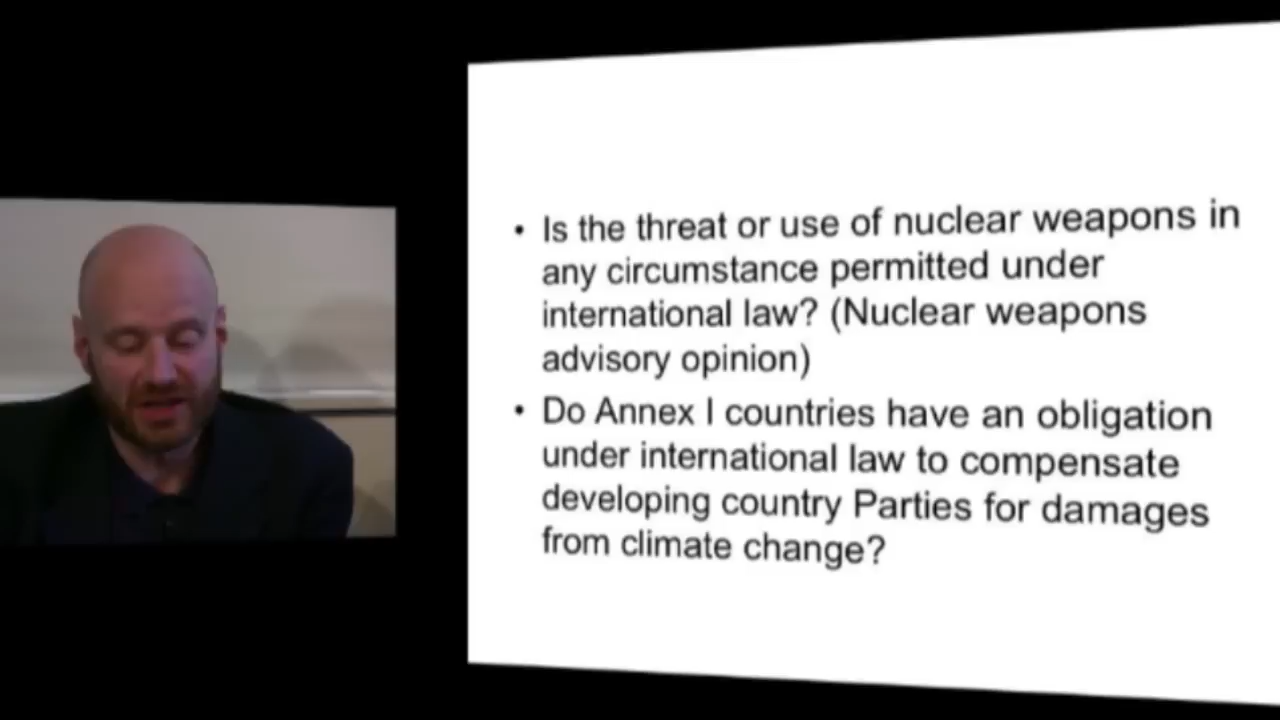 • Is the threat or use of nuclear weapons in
any circumstance permitted under
international law? (Nuclear weapons
advisory opinion)
• Do Annex I countries have an obligation
under international law to compensate
developing country Parties for damages
from climate change?